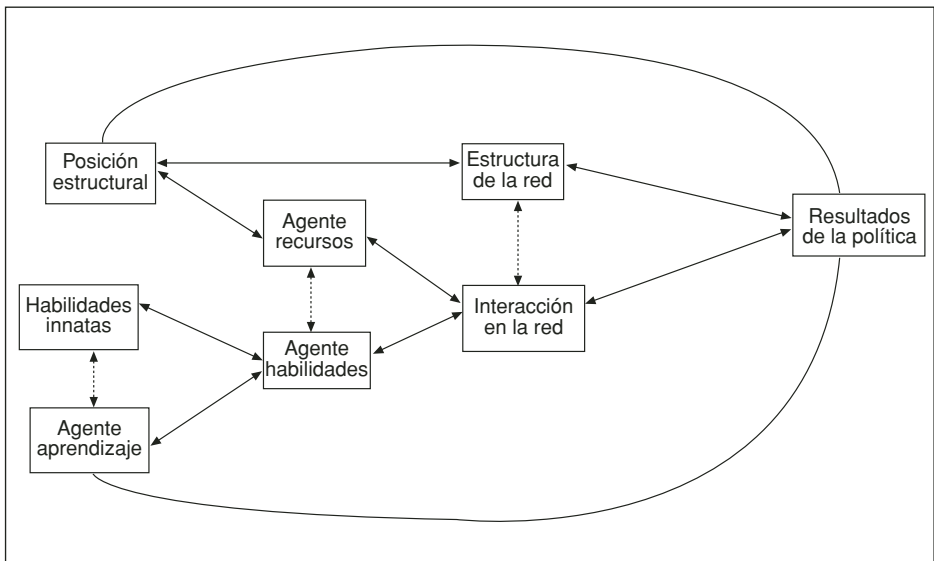 Posición
estructural
Estructura
de la red
Agente
recursos
Resultados
de la política
Habilidades
innatas
Interacción
en la red
Agente
habilidades
Agente
aprendizaje